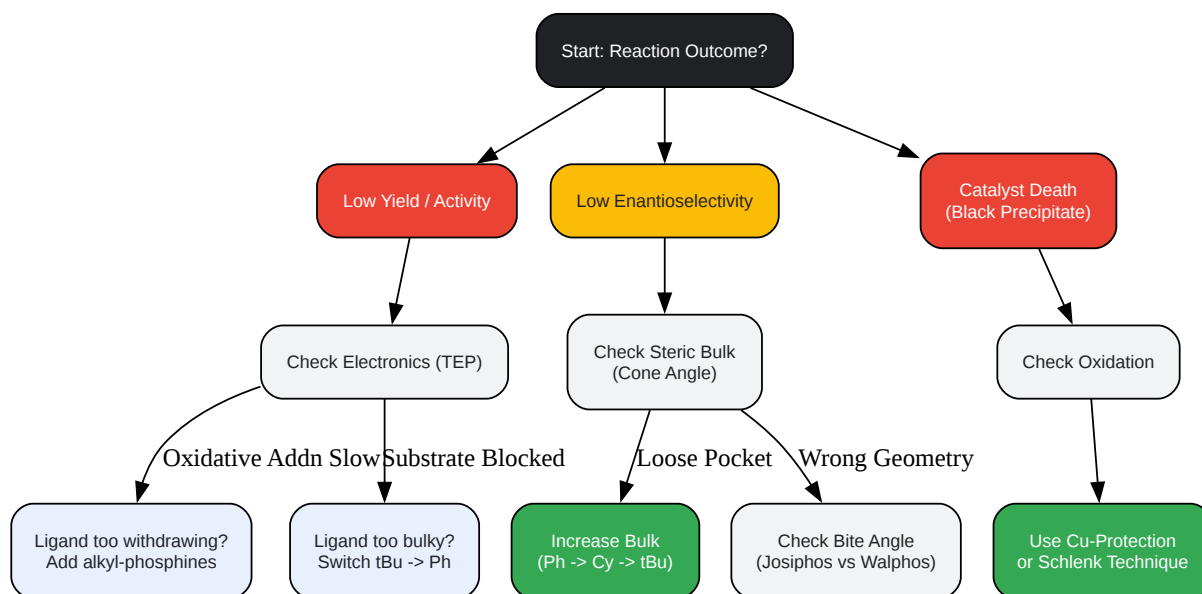 Start: Reaction Outcome?
Low Yield / Activity
Low Enantioselectivity
Catalyst Death
(Black Precipitate)
Check Electronics (TEP)
Check Steric Bulk
(Cone Angle)
Check Oxidation
Oxidative Addn Slow
Substrate Blocked
Loose Pocket
Wrong Geometry
Ligand too withdrawing?
Add alkyl-phosphines
Ligand too bulky?
Switch tBu -> Ph
Increase Bulk
(Ph -> Cy -> tBu)
Check Bite Angle
(Josiphos vs Walphos)
Use Cu-Protection
or Schlenk Technique